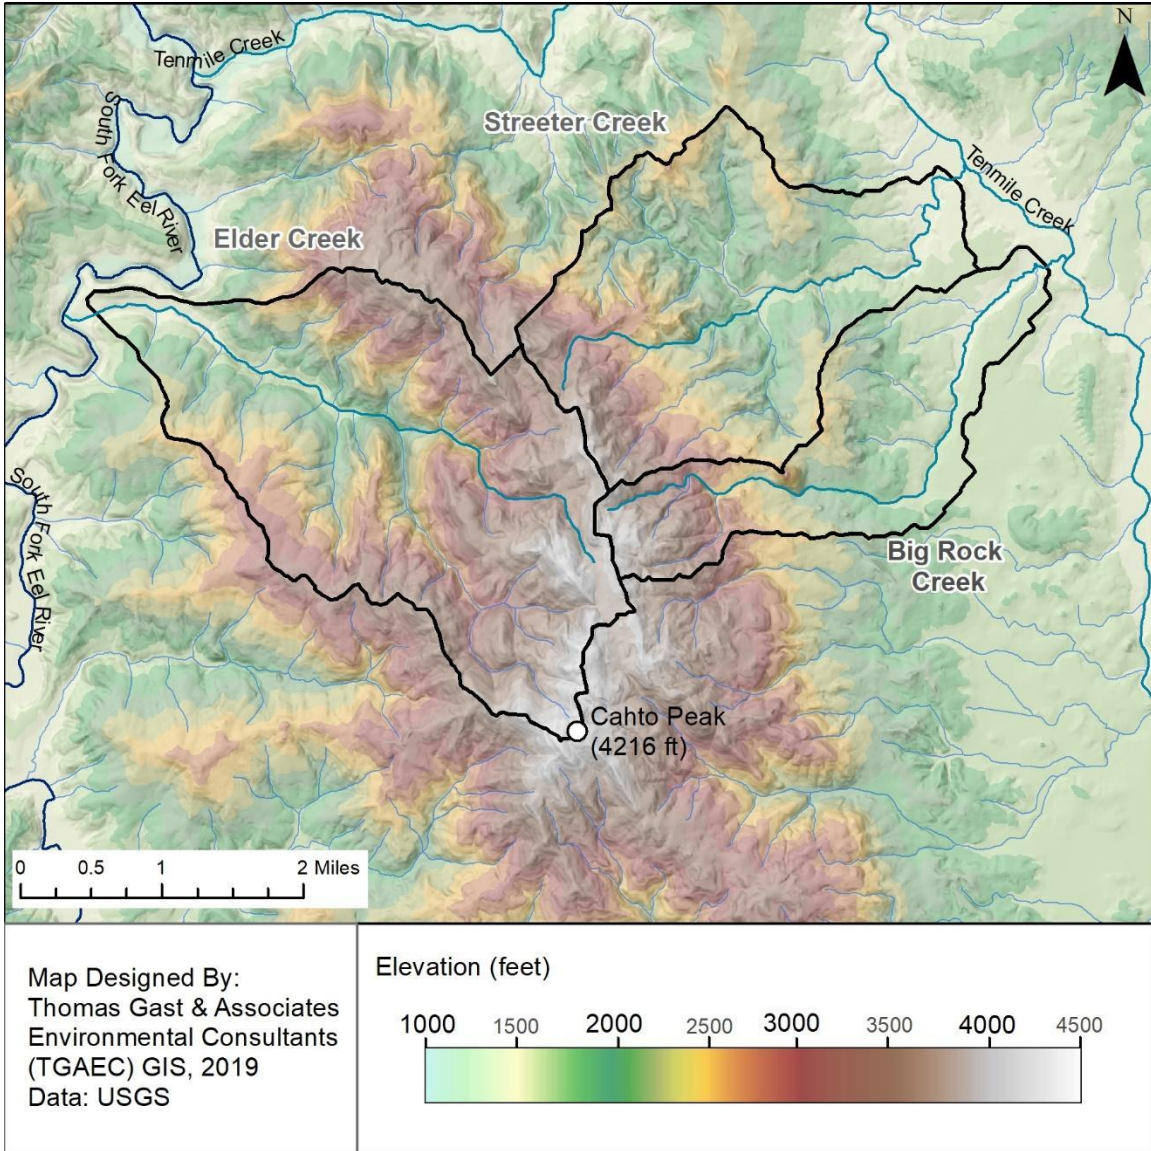 N
Tenmile Creek
South Fork Eel River
Streeter Creek
Tenmile Creek
Elder Creek
South Fork Eel River
Big Rock
Creek
Cahto Peak
(4216 ft)
0 0.5 1 2 Miles
Map Designed By:
Thomas Gast & Associates
Environmental Consultants
(TGAEC) GIS, 2019
Data: USGS
Elevation (feet)
1000 1500 2000 2500 3000 3500 4000 4500